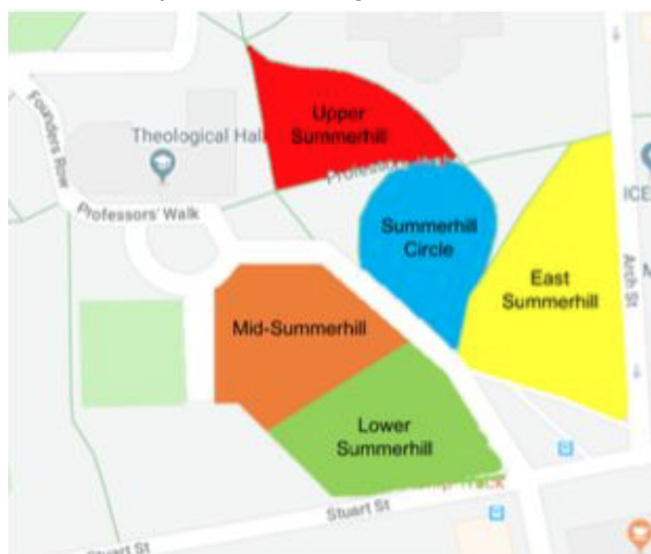 Upper
Summerhill
Founders Row
Theological Hall
Professors' Walk
Summerhill
Circle
ICE
East
Summerhill
Arch St
Mid-Summerhill
Lower
Summerhill
Stuart St
Stuart St